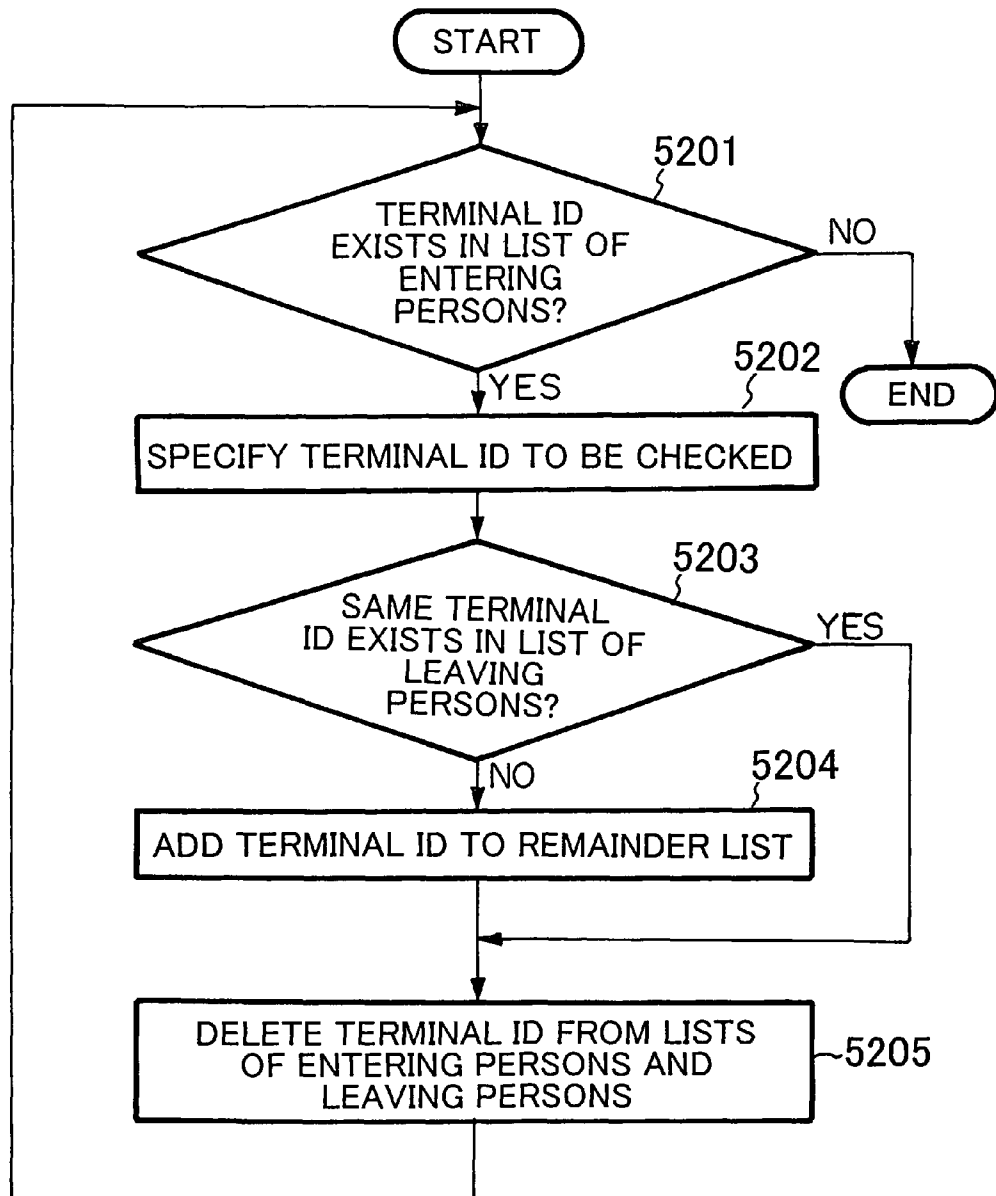 START
5201
TERMINAL ID
EXISTS IN LIST OF
ENTERING
PERSONS?
NO
END
YES
5202
SPECIFY TERMINAL ID TO BE CHECKED
5203
SAME TERMINAL
ID EXISTS IN LIST OF
LEAVING
PERSONS?
YES
NO
5204
ADD TERMINAL ID TO REMAINDER LIST
DELETE TERMINAL ID FROM LISTS
OF ENTERING PERSONS AND
LEAVING PERSONS
5205